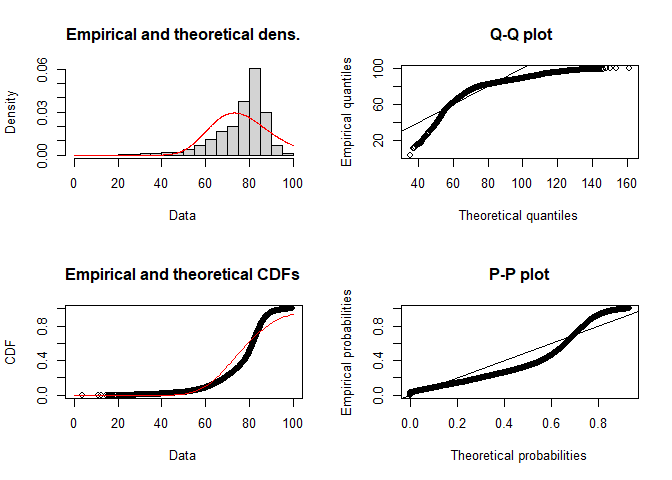 Empirical and theoretical dens.
Density
0.00 0.03 0.06
0 20 40 60 80 100
Data
Q-Q plot
Empirical quantiles
20 60 100
40 60 80 100 120 140 160
Theoretical quantiles
Empirical and theoretical CDFs
CDF
0.0 0.4 0.8
0 20 40 60 80 100
Data
P-P plot
Empirical probabilities
0.0 0.4 0.8
0.0 0.2 0.4 0.6 0.8
Theoretical probabilities